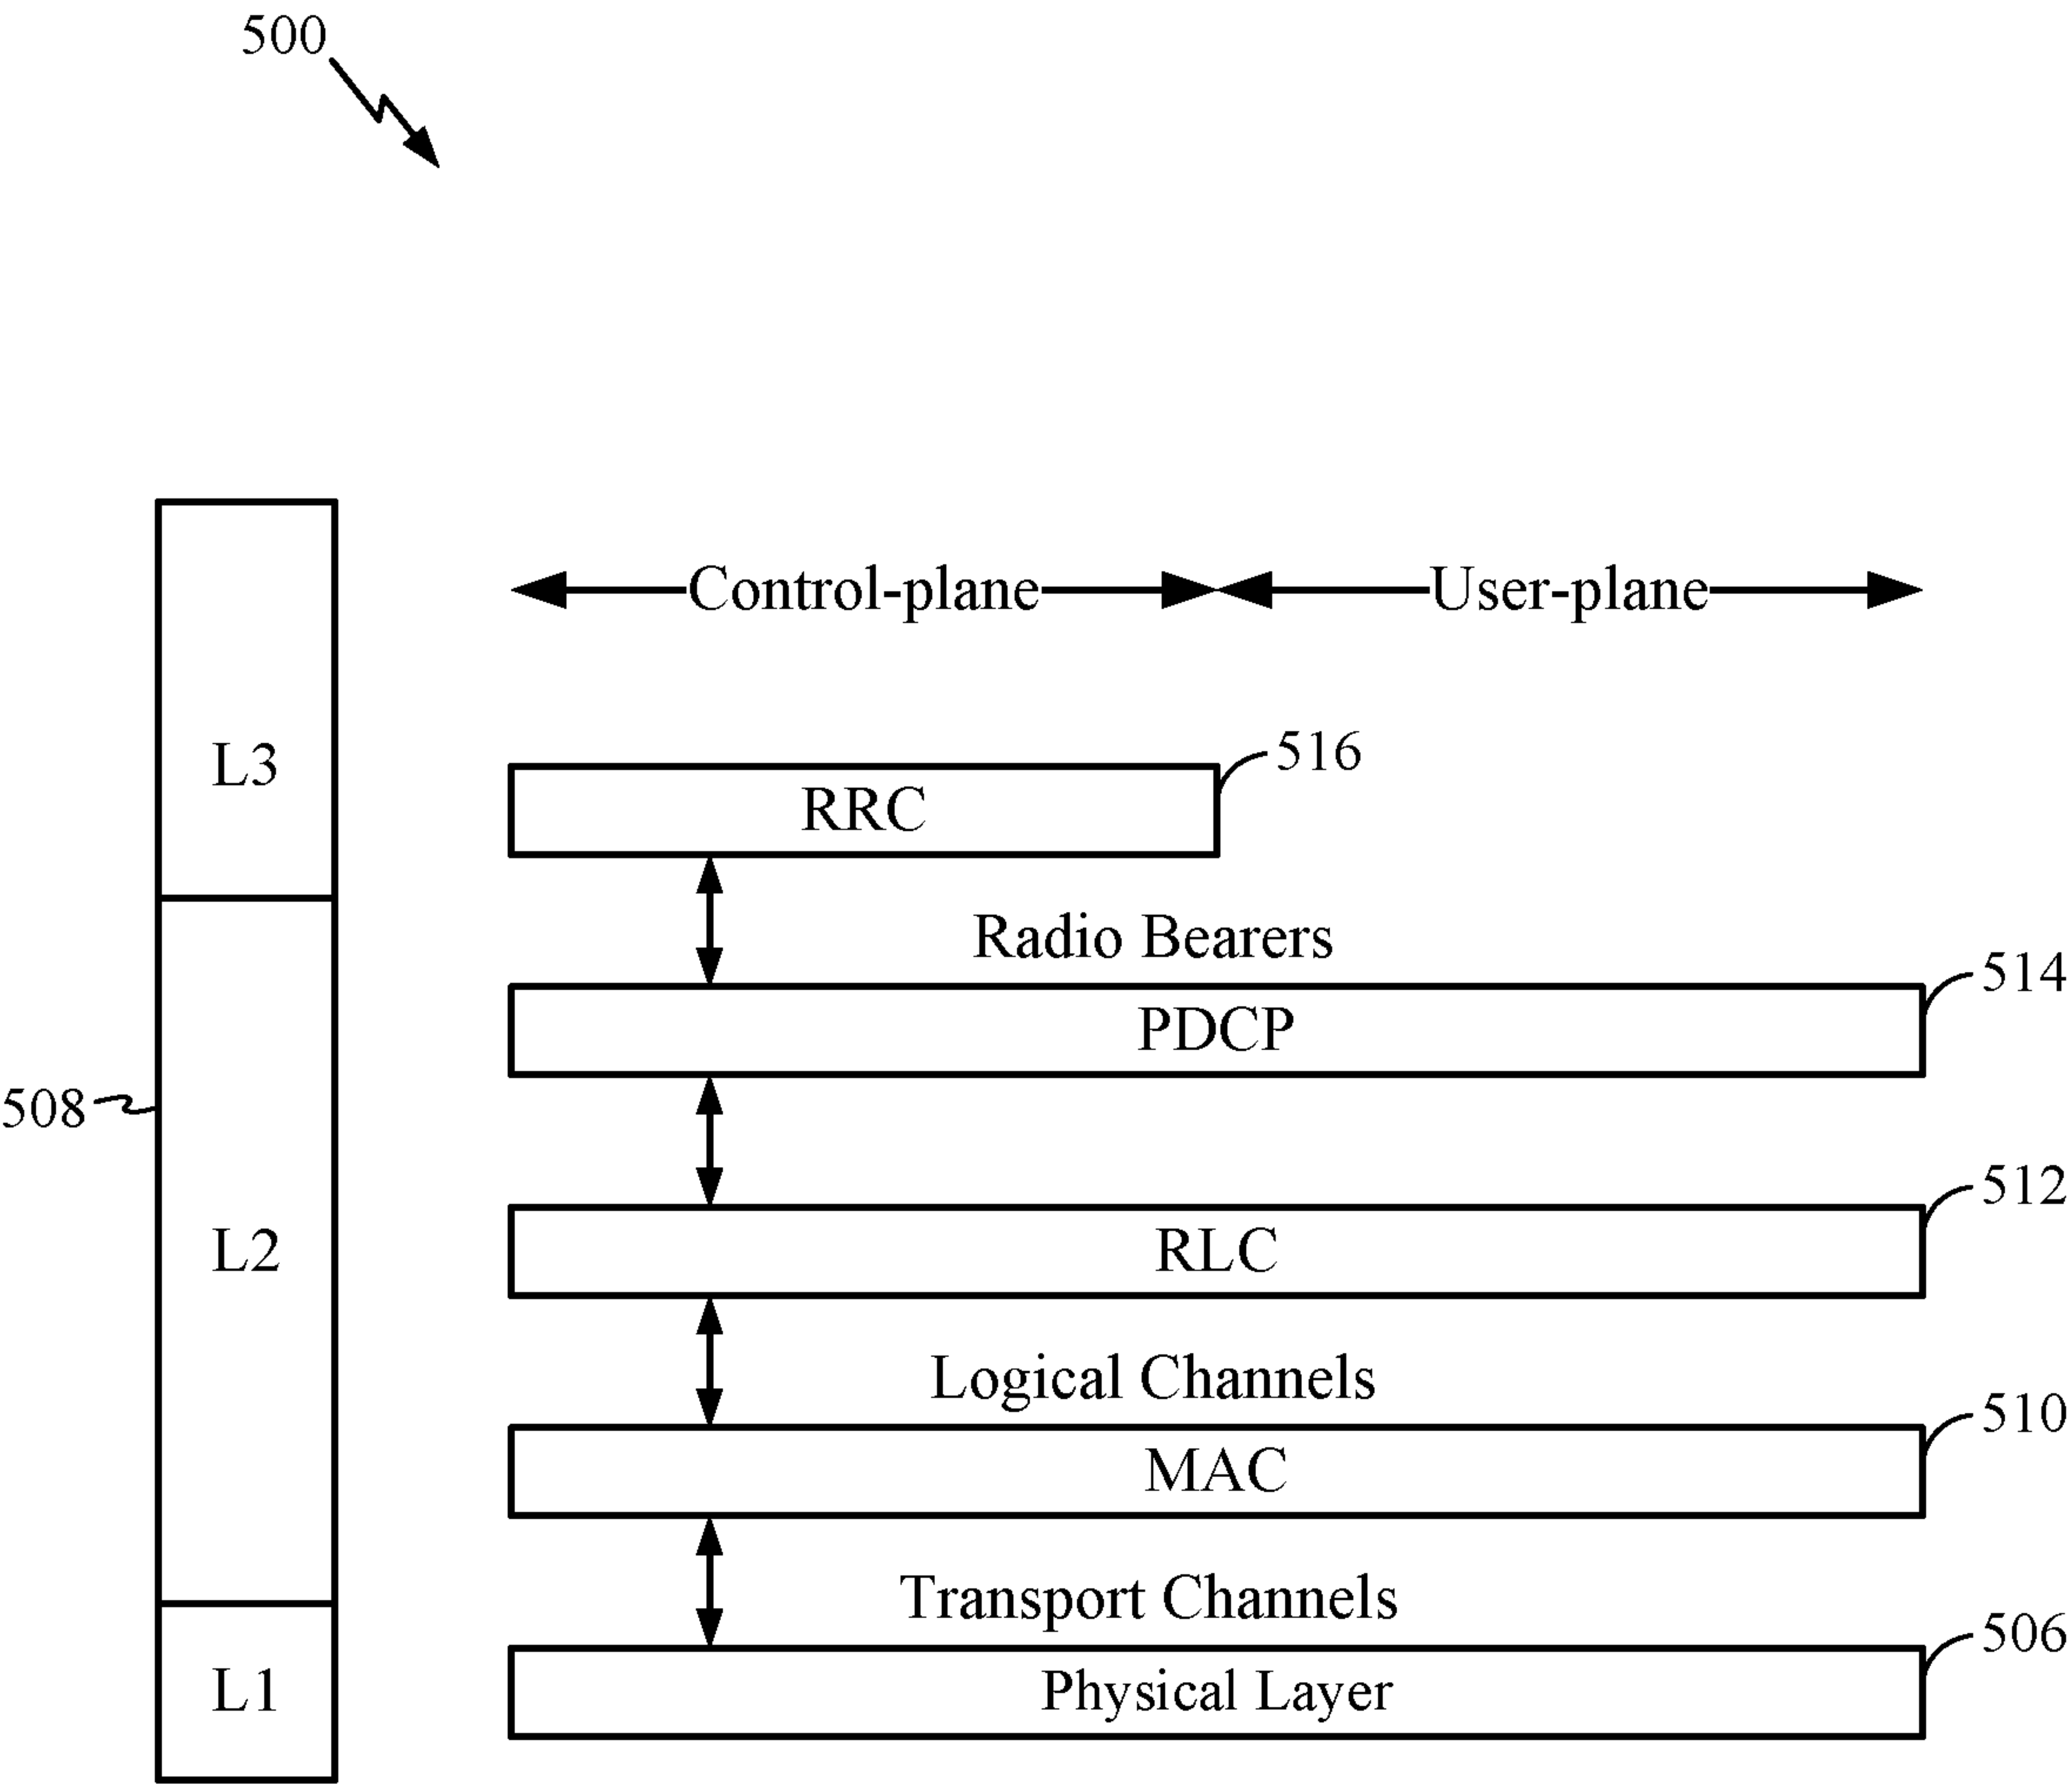 500
Control-plane
User-plane
L3
516
RRC
Radio Bearers
514
PDCP
508
L2
512
RLC
Logical Channels
510
MAC
Transport Channels
506
L1
Physical Layer